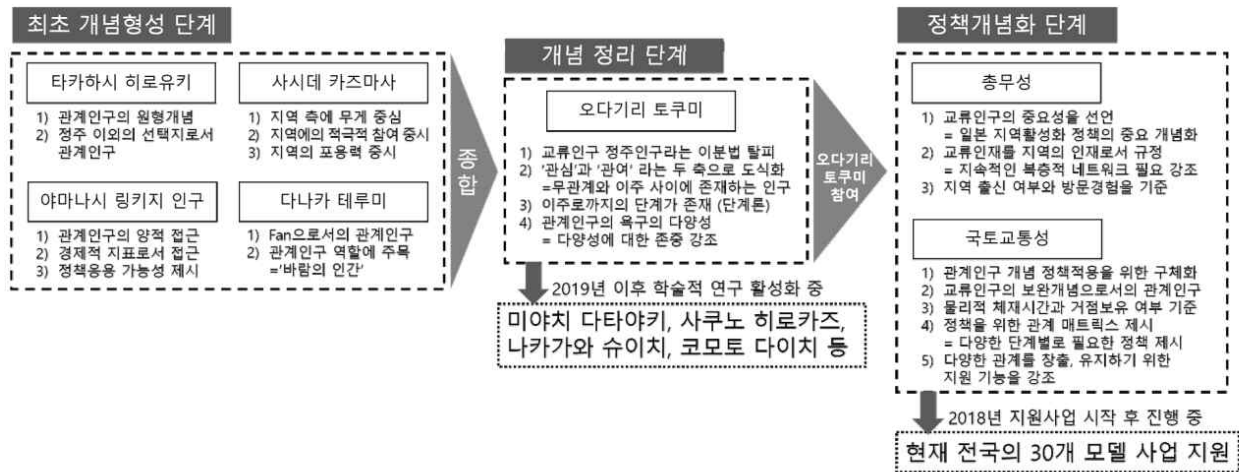 최초 개념형성 단계
타카하시 히로유키
1) 관계인구의 원형개념
2) 정주 이외의 선택지로서
관계인구
사시데 카즈마사
1) 지역 측에 무게 중심
2) 지역에의 적극적 참여 중시
3) 지역의 포용력 중시
야마나시 링키지 인구
1) 관계인구의 양적 접근
2) 경제적 지표로서 접근
3) 정책응용 가능성 제시
다나카 테루미
1) Fan으로서의 관계인구
2) 관계인구 역할에 주목
='바람의 인간'
종합
개념 정리 단계
오다기리 토쿠미
1) 교류인구 정주인구라는 이분법 탈피
2) '관심'과 '관여' 라는 두 축으로 도식화
=무관계와 이주 사이에 존재하는 인구
3) 이주로까지의 단계가 존재 (단계론)
4) 관계인구의 욕구의 다양성
= 다양성에 대한 존중 강조
2019년 이후 학술적 연구 활성화 중
미야치 다타야키, 사쿠노 히로카즈,
나카가와 슈이치, 코모토 다이치 등
오다기리
토쿠미
참여
정책개념화 단계
총무성
1) 교류인구의 중요성을 선언
= 일본 지역활성화 정책의 중요 개념화
2) 교류인재를 지역의 인재로서 규정
= 지속적인 복층적 네트워크 필요 강조
3) 지역 출신 여부와 방문경험을 기준
국토교통성
1) 관계인구 개념 정책적용을 위한 구체화
2) 교류인구의 보완개념으로서의 관계인구
3) 물리적 체재시간과 거점보유 여부 기준
4) 정책을 위한 관계 매트릭스 제시
= 다양한 단계별로 필요한 정책 제시
5) 다양한 관계를 창출, 유지하기 위한
지원 기능을 강조
2018년 지원사업 시작 후 진행 중
현재 전국의 30개 모델 사업 지원